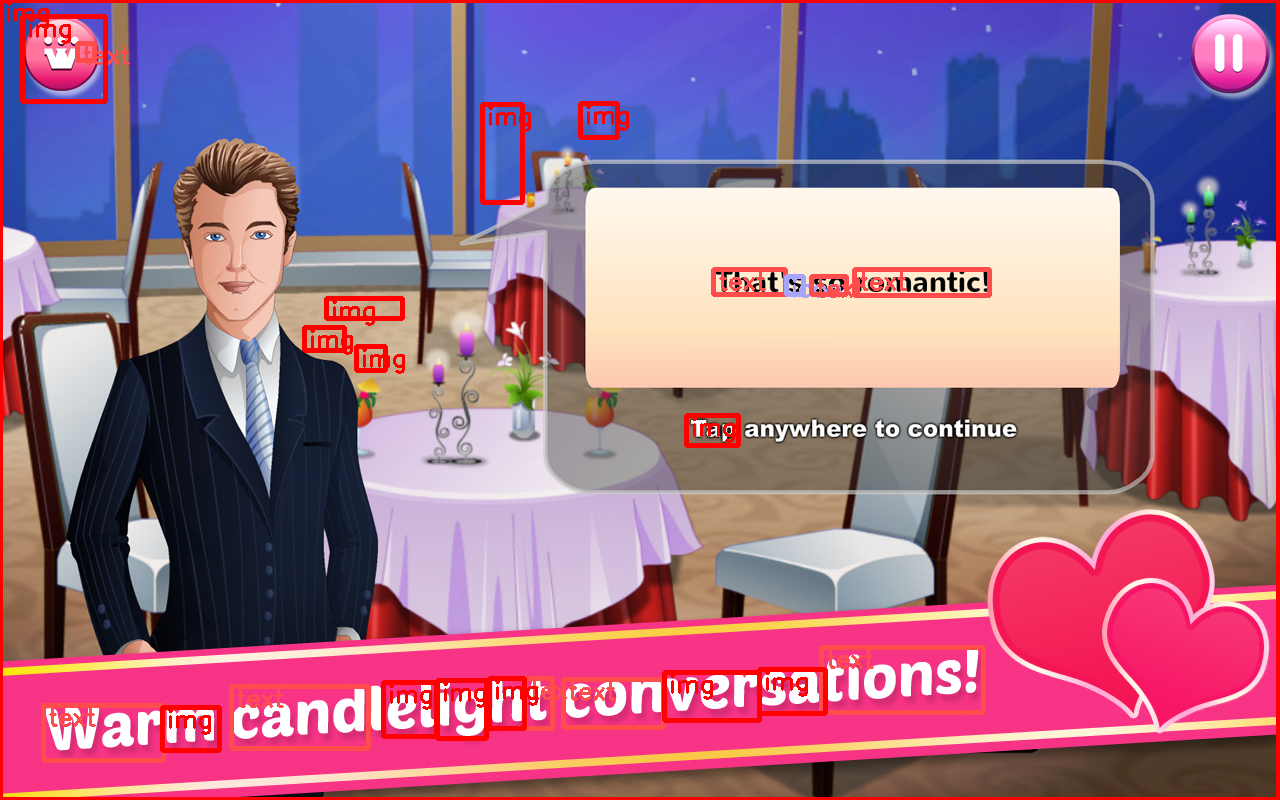 That's so romantic!
Tap anywhere to continue
Warm candlelight conversations!